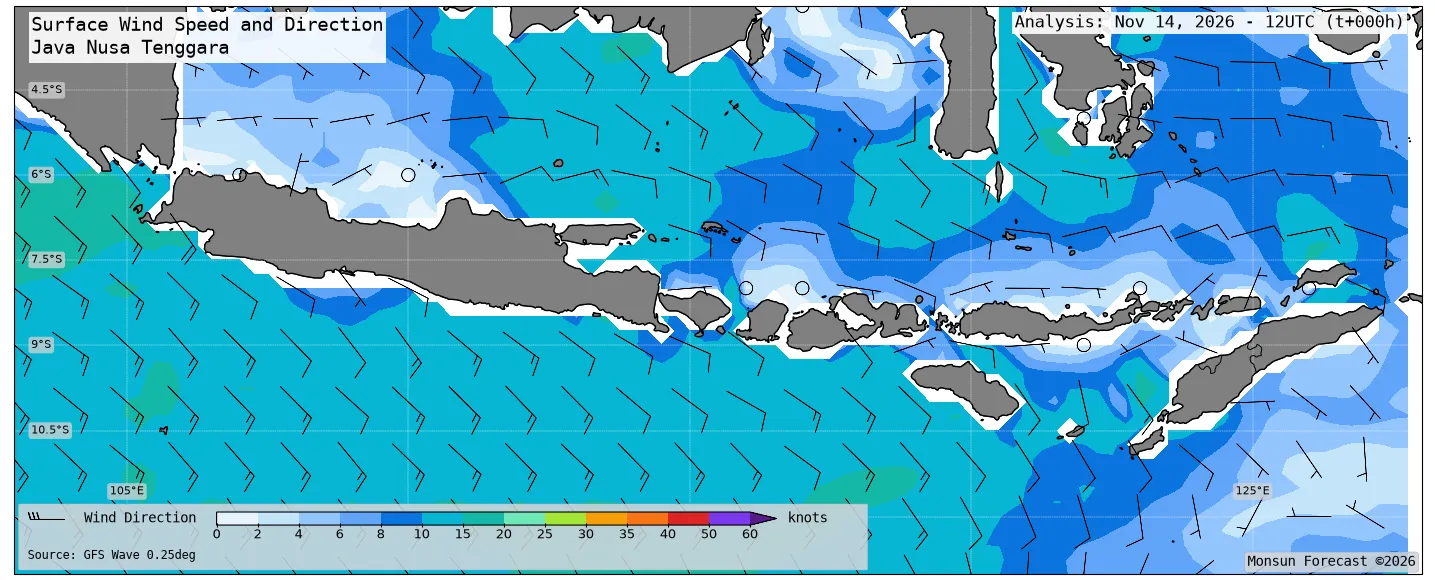 Surface Wind Speed and Direction
Java Nusa Tenggara
Analysis: Nov 14, 2026 - 12UTC (t+000h)
4.5°S
6°S
7.5°S
9°S
10.5°S
105°E
125°E
Wind Direction
knots
0 2 4 6 8 10 15 20 25 30 35 40 50 60
Source: GFS Wave 0.25deg
Monsun Forecast ©2026